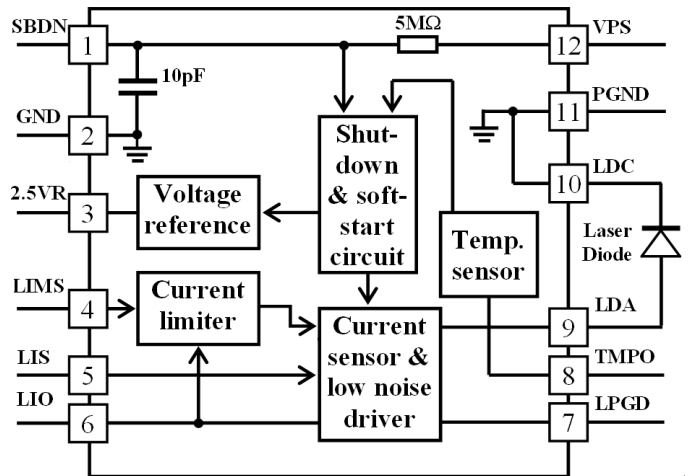 SBDN
1
5MΩ
12
VPS
10pF
PGND
11
GND
2
Shut-
down
& soft-
start
circuit
LDC
10
2.5VR
3
Voltage
reference
Temp.
sensor
Laser
Diode
LIMS
4
Current
limiter
LDA
9
Current
sensor &
low noise
driver
LIS
5
TMPO
8
LIO
6
LPGD
7